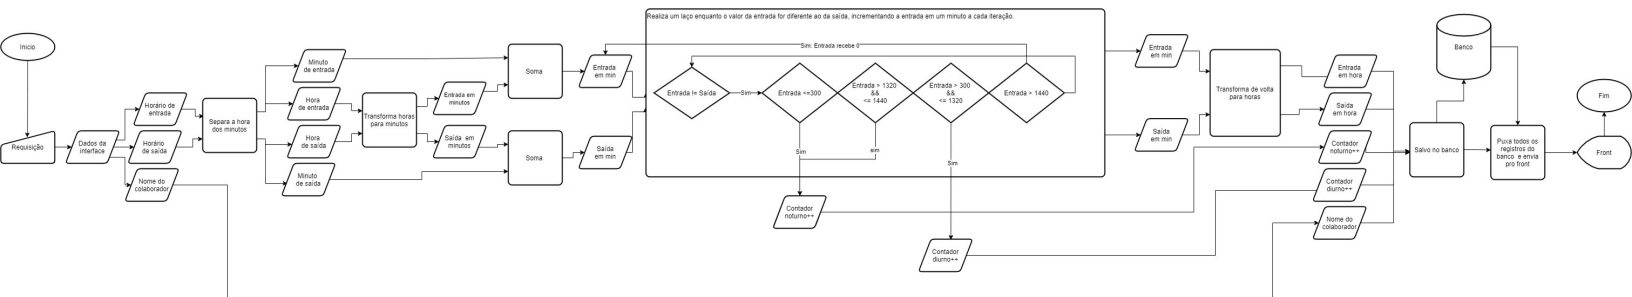 Realiza um laço enquanto o valor da entrada for diferente ao da saída, incrementando a entrada em um minuto a cada iteração.
Inicio
Requisição
Dados da
interface
Horário de
entrada
Horário
de saída
Nome do
colaborador
Separa a hora
dos minutos
Minuto
de entrada
Hora
de entrada
Hora
de saída
Minuto
de saída
Transforma horas
para minutos
Entrada em
minutos
Saída em
minutos
Soma
Soma
Entrada
em min
Saída
em min
Sim: Entrada recebe 0
Entrada != Saída
Sim
Entrada <=300
Entrada > 1320
&&
<= 1440
Entrada > 300
&&
<= 1320
Entrada > 1440
Sim
sim
Sim
Contador
noturno++
Contador
diurno++
Entrada
em min
Saída
em min
Transforma de volta
para horas
Entrada
em hora
Saída
em hora
Contador
noturno++
Contador
diurno++
Nome do
colaborador
Banco
Salvo no banco
Puxa todos os
registros do
banco e envia
pro front
Fim
Front